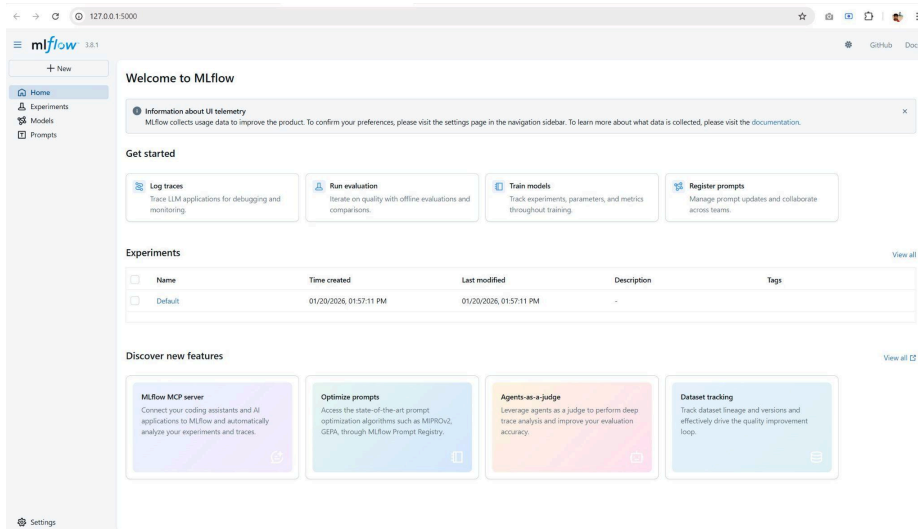 127.0.0.1:5000
mlflow 3.8.1
GitHub
+ New
Home
Experiments
Models
Prompts
Settings
Welcome to MLflow
Information about UI telemetry
MLflow collects usage data to improve the product. To confirm your preferences, please visit the settings page in the navigation sidebar. To learn more about what data is collected, please visit the documentation.
Get started
Log traces
Trace LLM applications for debugging and
monitoring.
Run evaluation
Iterate on quality with offline evaluations and
comparisons.
Train models
Track experiments, parameters, and metrics
throughout training.
Register prompts
Manage prompt updates and collaborate
across teams.
Experiments
View all
Name Time created Last modified Description Tags
Default 01/20/2026, 01:57:11 PM 01/20/2026, 01:57:11 PM -
Discover new features
View all
MLflow MCP server
Connect your coding assistants and AI
applications to MLflow and automatically
analyze your experiments and traces.
Optimize prompts
Access the state-of-the-art prompt
optimization algorithms such as MIPROv2,
GEPA, through MLflow Prompt Registry.
Agents-as-a-judge
Leverage agents as a judge to perform deep
trace analysis and improve your evaluation
accuracy.
Dataset tracking
Track dataset lineage and versions and
effectively drive the quality improvement
loop.